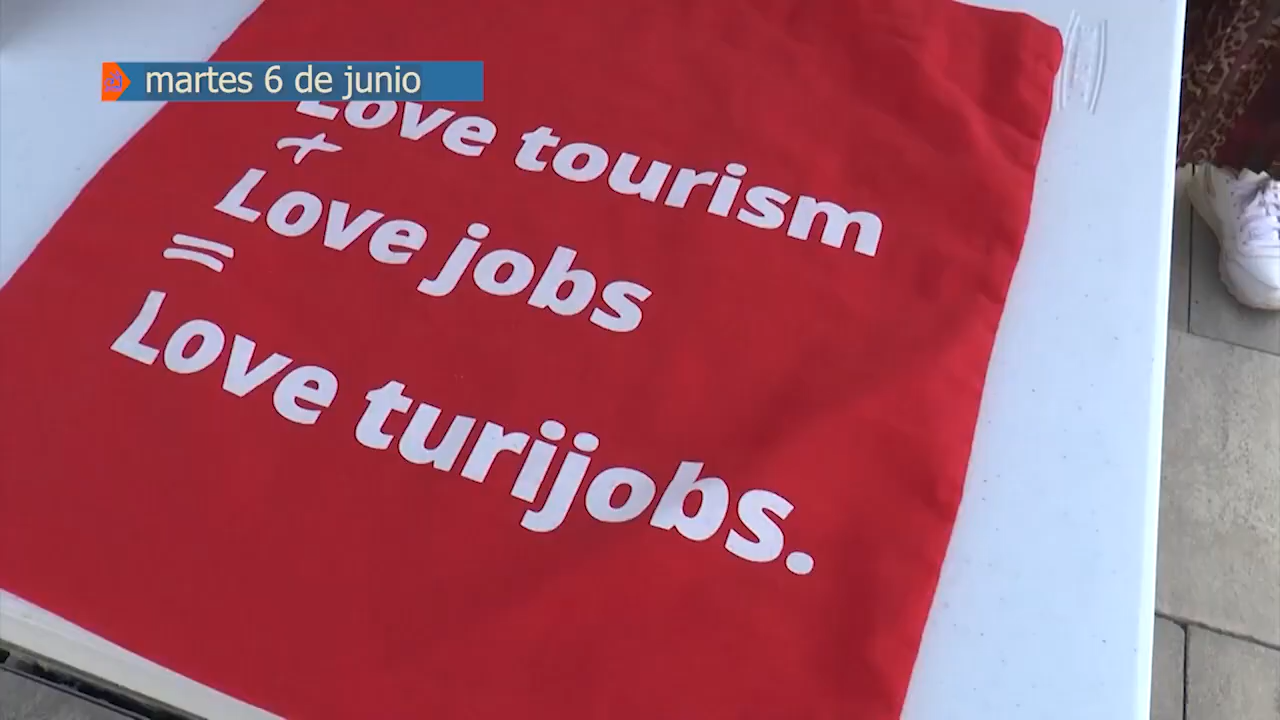 martes 6 de junio
Love tourism
+
Love jobs
=
Love turijobs.